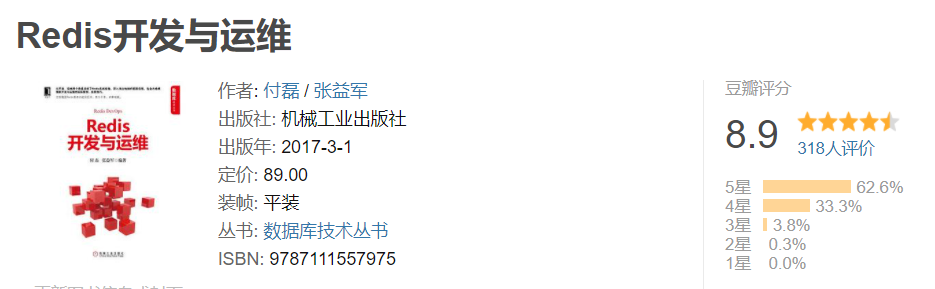 Redis开发与运维
Redis DevOps
Redis
开发与运维
作者: 付磊 / 张益军
出版社: 机械工业出版社
出版年: 2017-3-1
定价: 89.00
装帧: 平装
丛书: 数据库技术丛书
ISBN: 9787111557975
豆瓣评分
8.9
318人评价
5星 62.6%
4星 33.3%
3星 3.8%
2星 0.3%
1星 0.0%